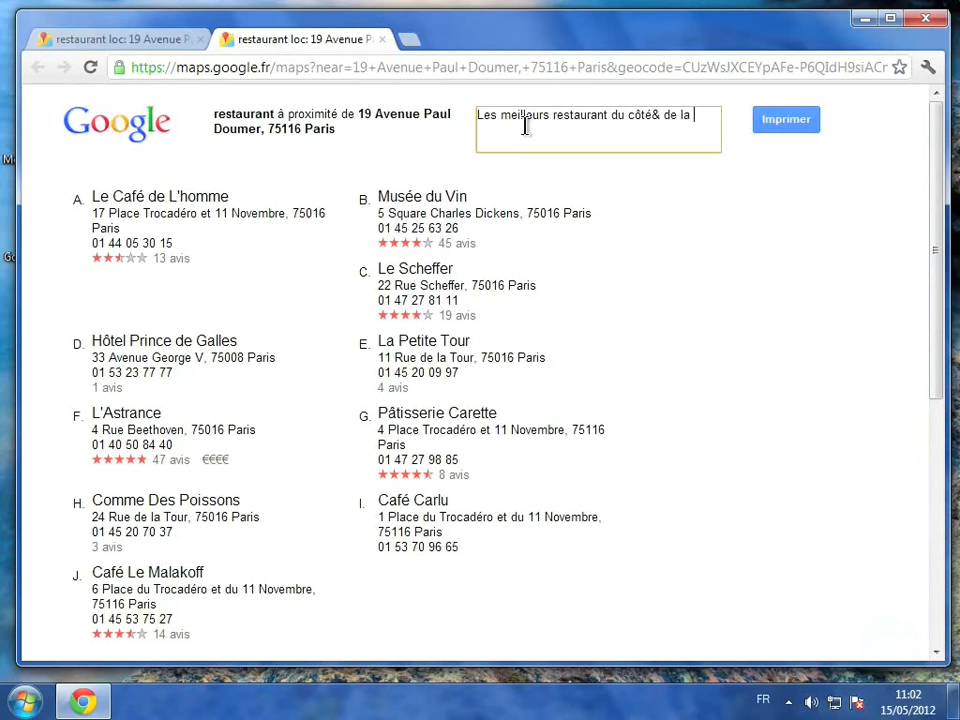 restaurant loc: 19 Avenue P
restaurant loc: 19 Avenue P
https://maps.google.fr/maps?near=19+Avenue+Paul+Doumer,+75116+Paris&geocode=CUzWsJXCEYpAFe-P6QIdH9siACr
Google
restaurant à proximité de 19 Avenue Paul
Doumer, 75116 Paris
Les meilleurs restaurant du côté& de la
Imprimer
A. Le Café de L'homme
17 Place Trocadéro et 11 Novembre, 75016
Paris
01 44 05 30 15
13 avis
B. Musée du Vin
5 Square Charles Dickens, 75016 Paris
01 45 25 63 26
45 avis
C. Le Scheffer
22 Rue Scheffer, 75016 Paris
01 47 27 81 11
19 avis
D. Hôtel Prince de Galles
33 Avenue George V, 75008 Paris
01 53 23 77 77
1 avis
E. La Petite Tour
11 Rue de la Tour, 75016 Paris
01 45 20 09 97
4 avis
F. L'Astrance
4 Rue Beethoven, 75016 Paris
01 40 50 84 40
47 avis €€€€
G. Pâtisserie Carette
4 Place Trocadéro et 11 Novembre, 75116
Paris
01 47 27 98 85
8 avis
H. Comme Des Poissons
24 Rue de la Tour, 75016 Paris
01 45 20 70 37
3 avis
I. Café Carlu
1 Place du Trocadéro et du 11 Novembre,
75116 Paris
01 53 70 96 65
J. Café Le Malakoff
6 Place du Trocadéro et du 11 Novembre,
75116 Paris
01 45 53 75 27
14 avis
FR
11:02
15/05/2012